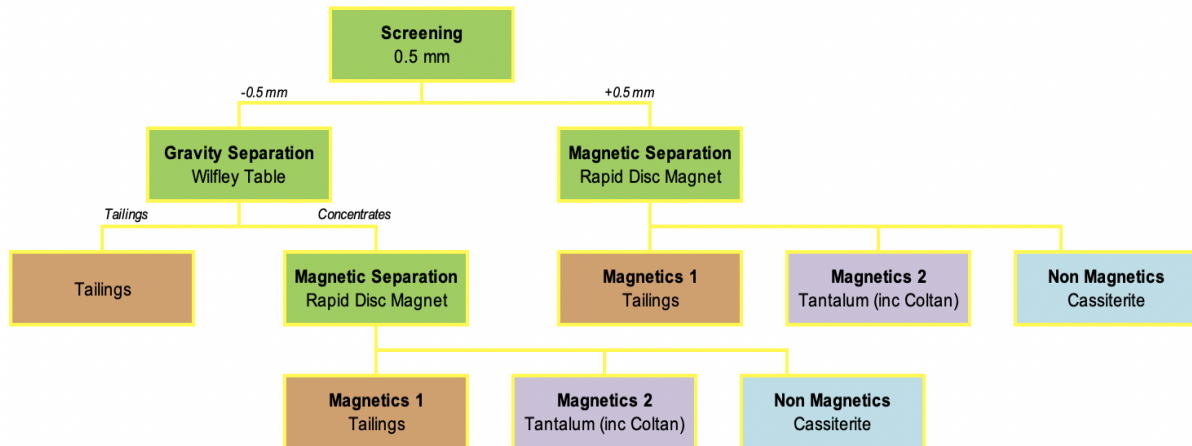 Screening
0.5 mm
-0.5 mm
+0.5 mm
Gravity Separation
Wilfley Table
Magnetic Separation
Rapid Disc Magnet
Tailings
Concentrates
Tailings
Magnetic Separation
Rapid Disc Magnet
Magnetics 1
Tailings
Magnetics 2
Tantalum (inc Coltan)
Non Magnetics
Cassiterite
Magnetics 1
Tailings
Magnetics 2
Tantalum (inc Coltan)
Non Magnetics
Cassiterite